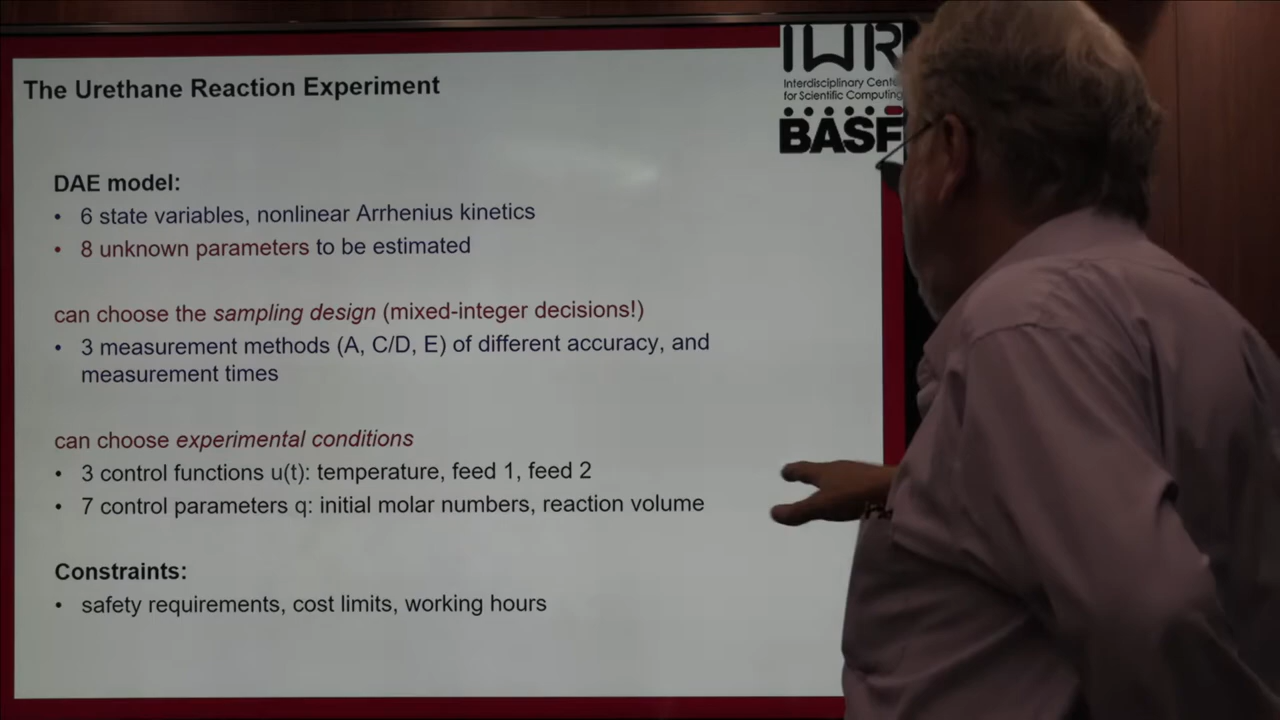 IWR
Interdisciplinary
for Scientific Computing
BASF
The Urethane Reaction Experiment
DAE model:
• 6 state variables, nonlinear Arrhenius kinetics
• 8 unknown parameters to be estimated
can choose the sampling design (mixed-integer decisions!)
• 3 measurement methods (A, C/D, E) of different accuracy, and
measurement times
can choose experimental conditions
• 3 control functions u(t): temperature, feed 1, feed 2
• 7 control parameters q: initial molar numbers, reaction volume
Constraints:
• safety requirements, cost limits, working hours